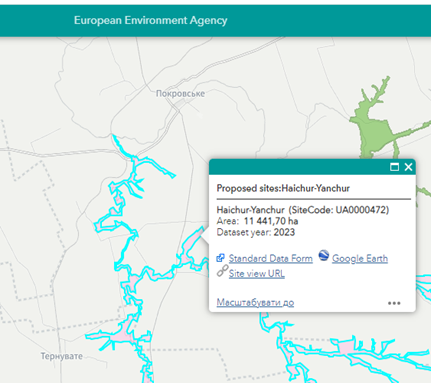 European Environment Agency
Покровське
Proposed sites:Haichur-Yanchur
Haichur-Yanchur (SiteCode: UA0000472)
Area: 11 441,70 ha
Dataset year: 2023
Standard Data Form Google Earth
Site view URL
Масштабувати до
Тернувате